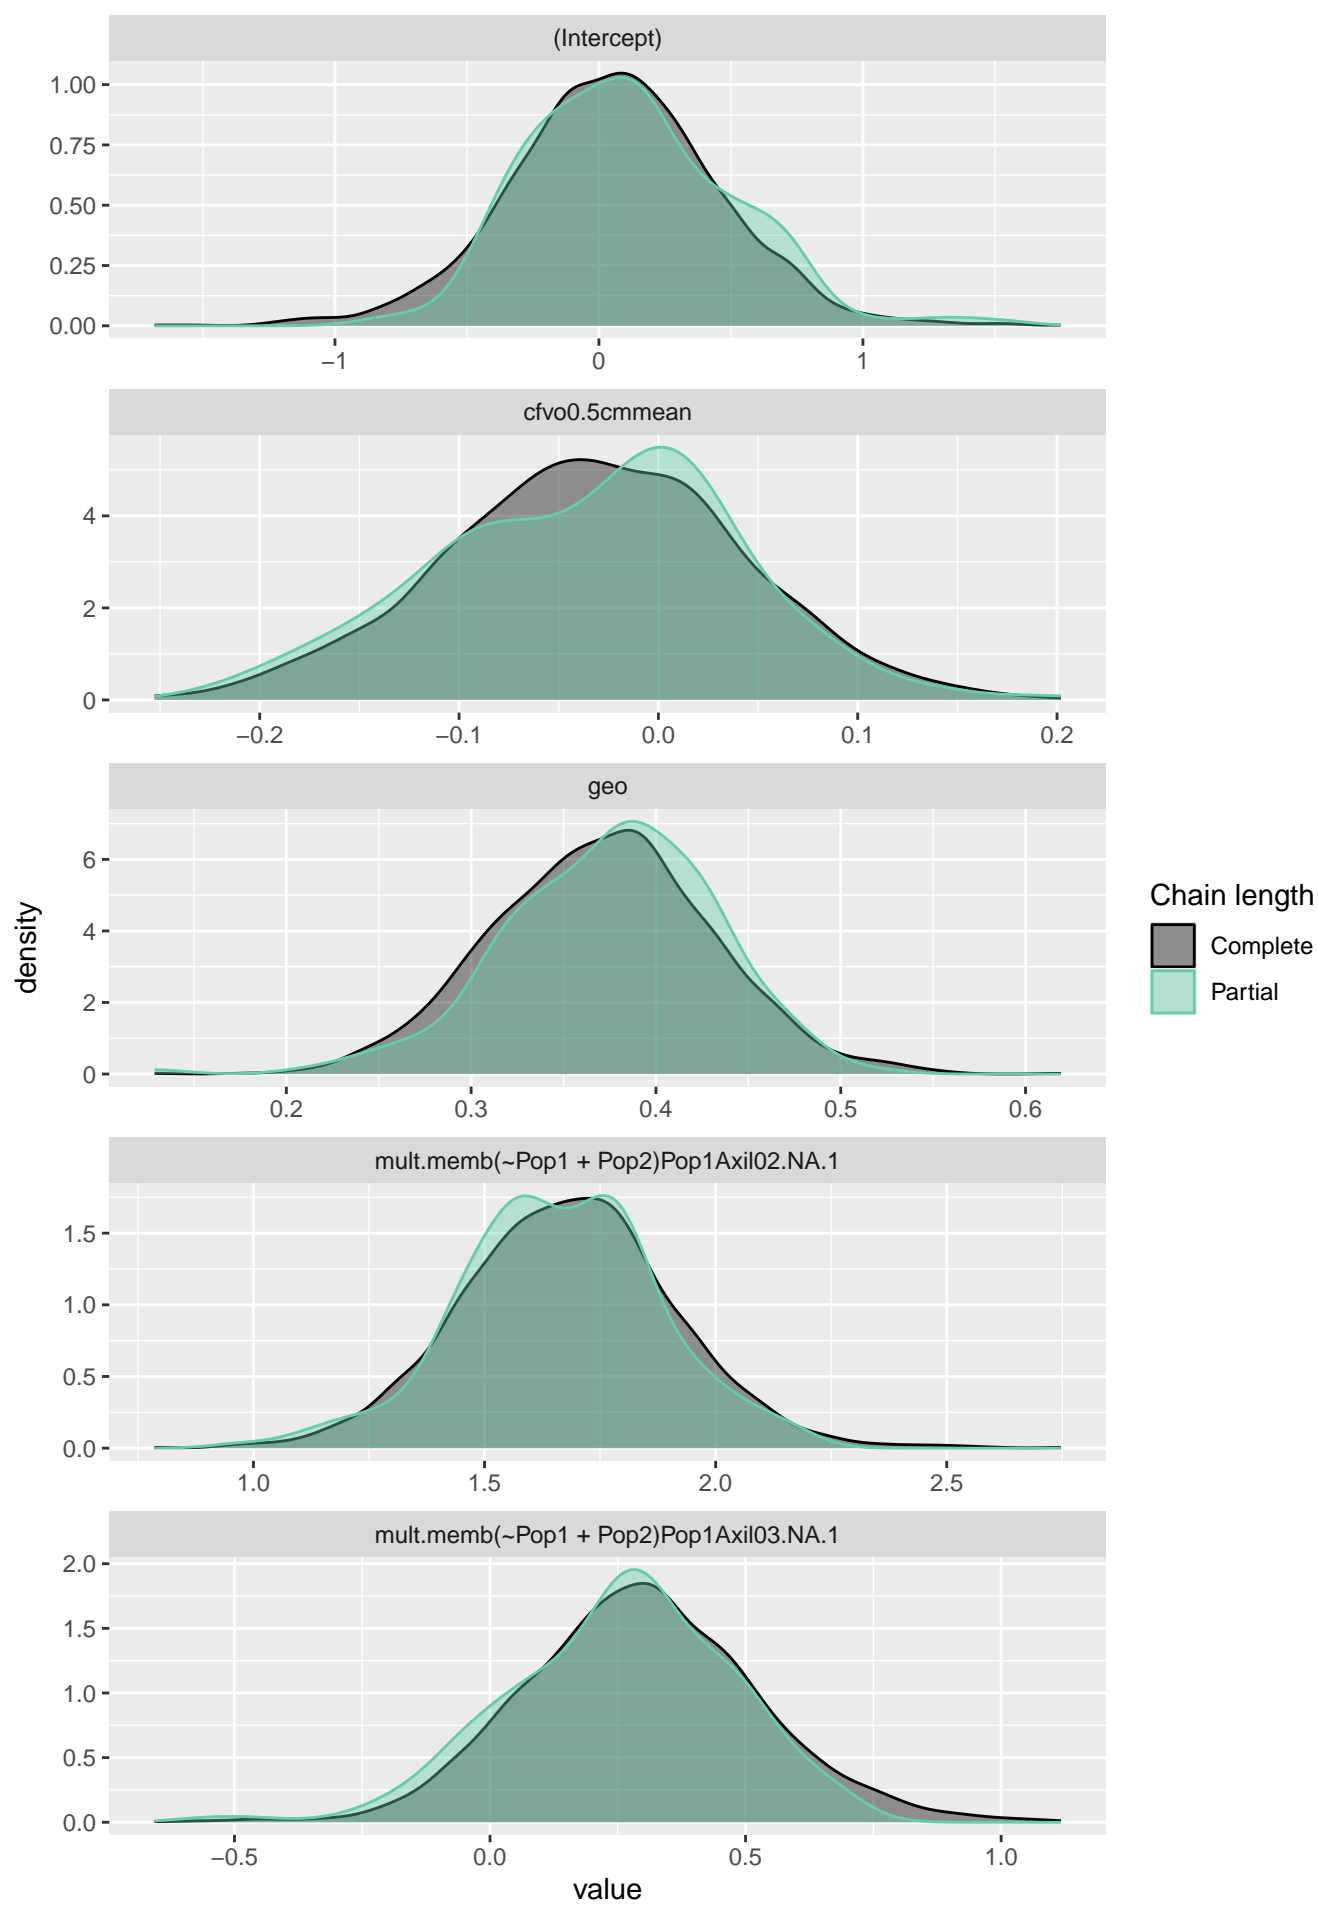 (Intercept)
1.00
0.75
0.50
0.25
0.00
−1 0 1
cfvo0.5cmmean
4
2
0
−0.2 −0.1 0.0 0.1 0.2
geo
6
4
2
0
0.2 0.3 0.4 0.5 0.6
mult.memb(~Pop1 + Pop2)Pop1Axil02.NA.1
1.5
1.0
0.5
0.0
1.0 1.5 2.0 2.5
mult.memb(~Pop1 + Pop2)Pop1Axil03.NA.1
2.0
1.5
1.0
0.5
0.0
−0.5 0.0 0.5 1.0
value
density
Chain length
Complete
Partial